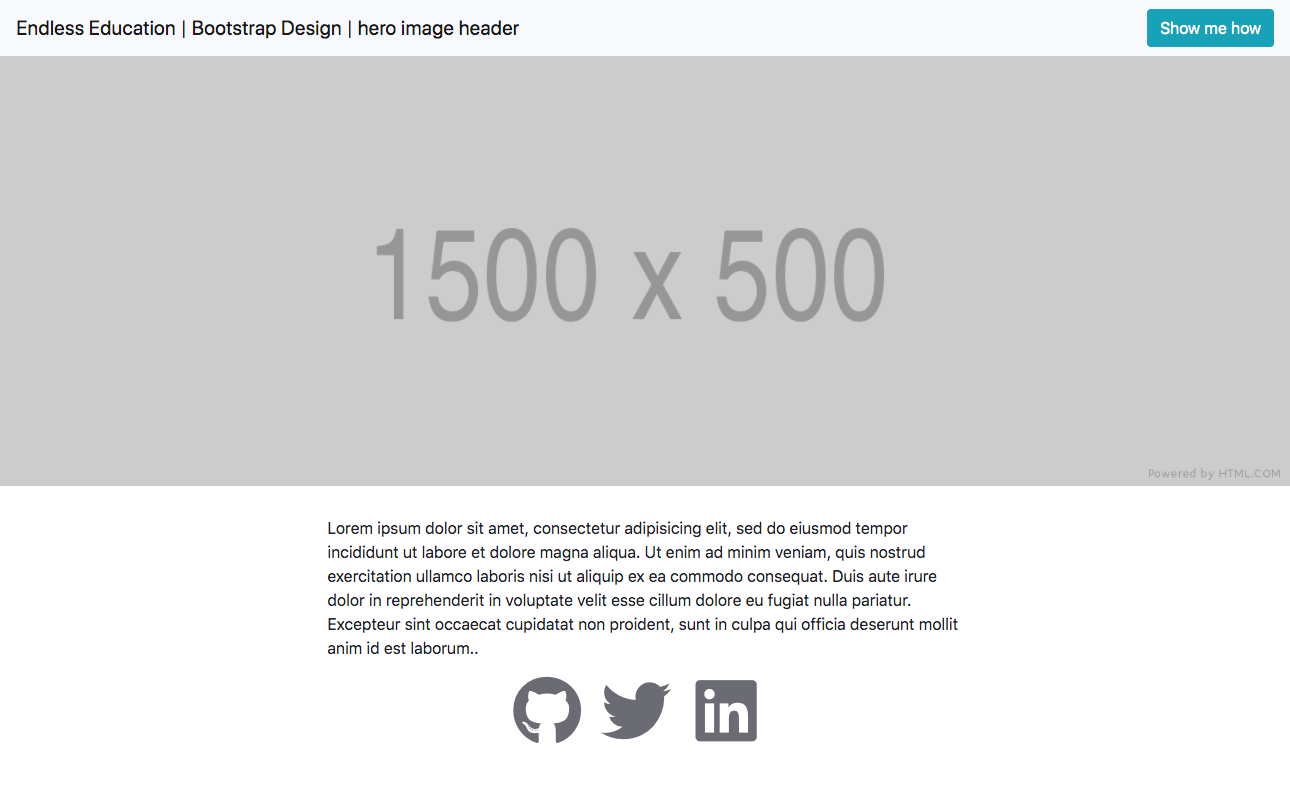 Endless Education | Bootstrap Design | hero image header
Show me how
1500 x 500
Powered by HTML.COM
Lorem ipsum dolor sit amet, consectetur adipisicing elit, sed do eiusmod tempor
incididunt ut labore et dolore magna aliqua. Ut enim ad minim veniam, quis nostrud
exercitation ullamco laboris nisi ut aliquip ex ea commodo consequat. Duis aute irure
dolor in reprehenderit in voluptate velit esse cillum dolore eu fugiat nulla pariatur.
Excepteur sint occaecat cupidatat non proident, sunt in culpa qui officia deserunt mollit
anim id est laborum..
in